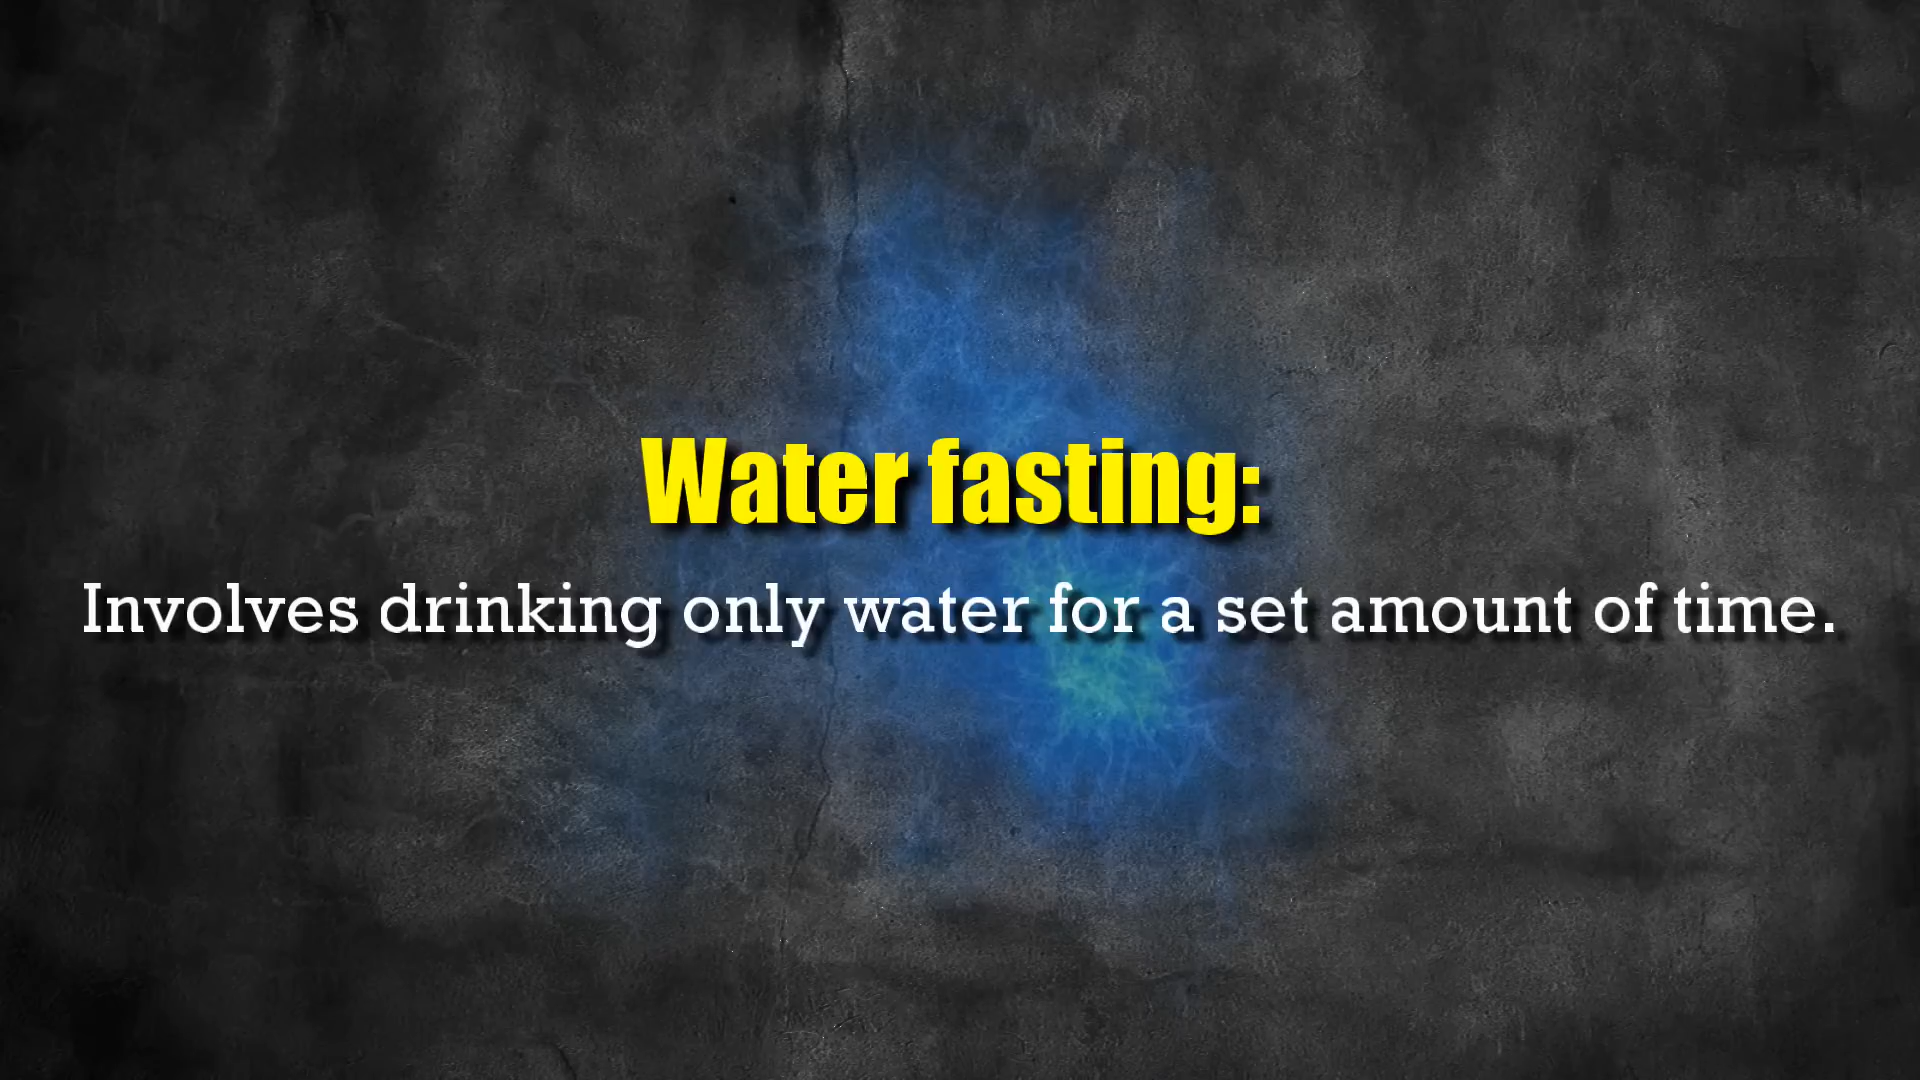 Water fasting:
Involves drinking only water for a set amount of time.